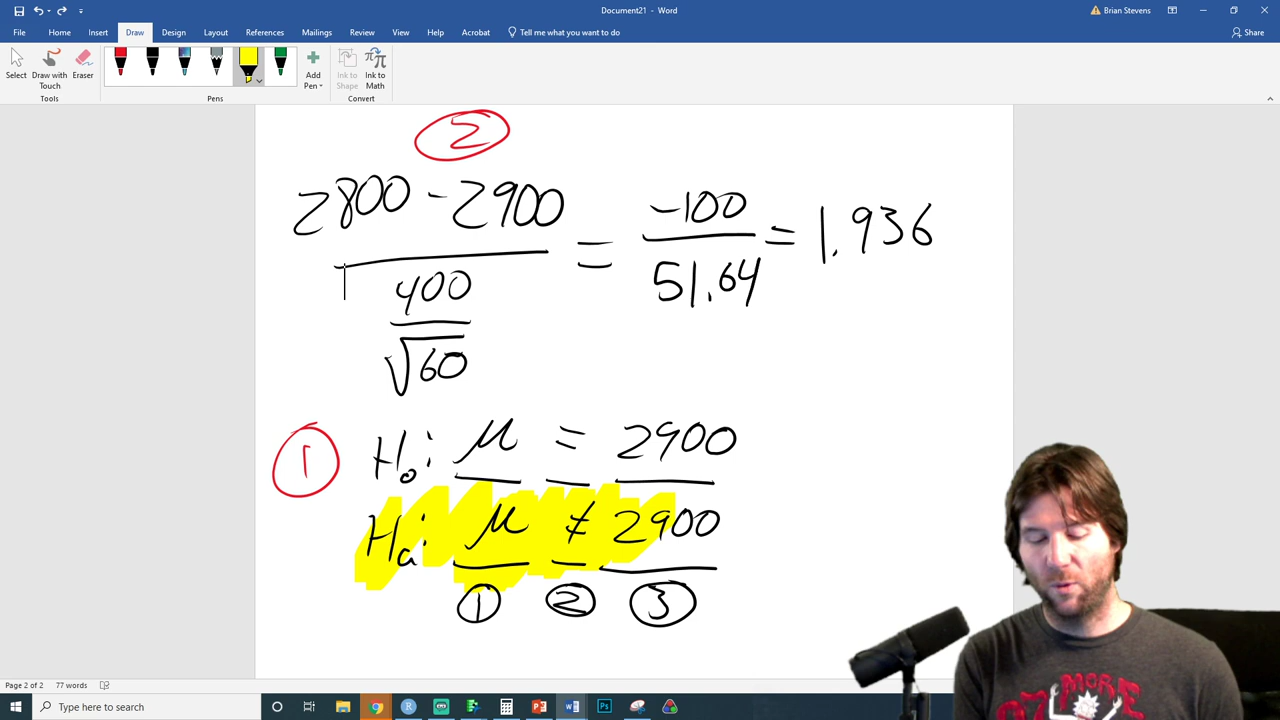 Document21 - Word
Brian Stevens
File Home Insert Draw Design Layout References Mailings Review View Help Acrobat Tell me what you want to do
Share
Select Draw with Touch Eraser Add Pen Ink to Shape Ink to Math
Tools Pens Convert
2
2800 - 2900
400
√60
= -100
51.64
= 1.936
1 H₀: μ = 2900
Hₐ: μ ≠ 2900
1 2 3
MORE
Page 2 of 2 77 words
Type here to search